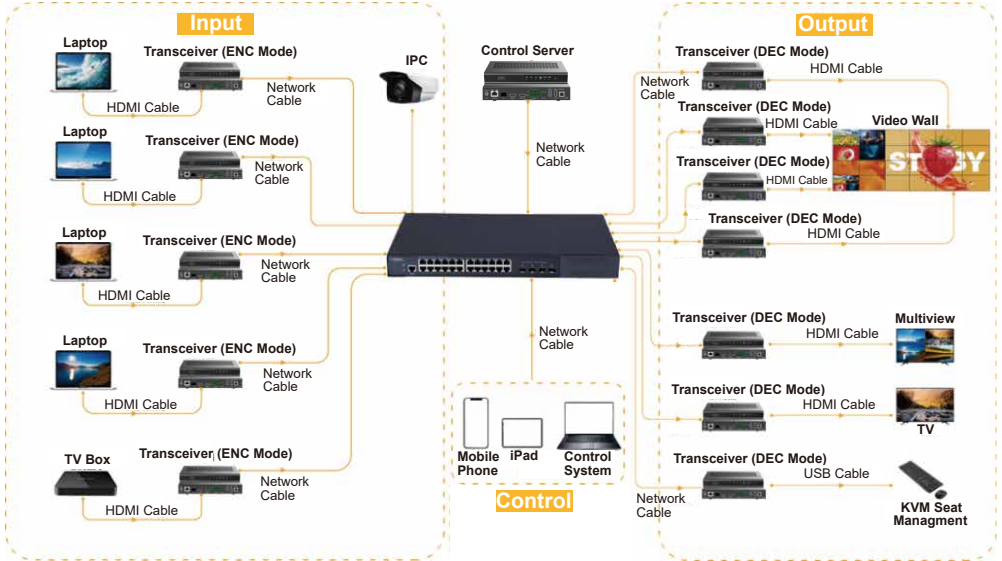 Input
Laptop
Transceiver (ENC Mode)
HDMI Cable
Network
Cable
Laptop
Transceiver (ENC Mode)
HDMI Cable
Network
Cable
Laptop
Transceiver (ENC Mode)
HDMI Cable
Network
Cable
Laptop
Transceiver (ENC Mode)
HDMI Cable
Network
Cable
TV Box
Transceiver (ENC Mode)
HDMI Cable
Network
Cable
IPC
Control Server
Network
Cable
Network
Cable
Mobile
Phone
iPad
Control
System
Control
Output
Transceiver (DEC Mode)
HDMI Cable
Network
Cable
Transceiver (DEC Mode)
HDMI Cable
Video Wall
ST
BY
Transceiver (DEC Mode)
HDMI Cable
Transceiver (DEC Mode)
HDMI Cable
Transceiver (DEC Mode)
HDMI Cable
Multiview
Transceiver (DEC Mode)
HDMI Cable
TV
Transceiver (DEC Mode)
USB Cable
Network
Cable
KVM Seat
Managment